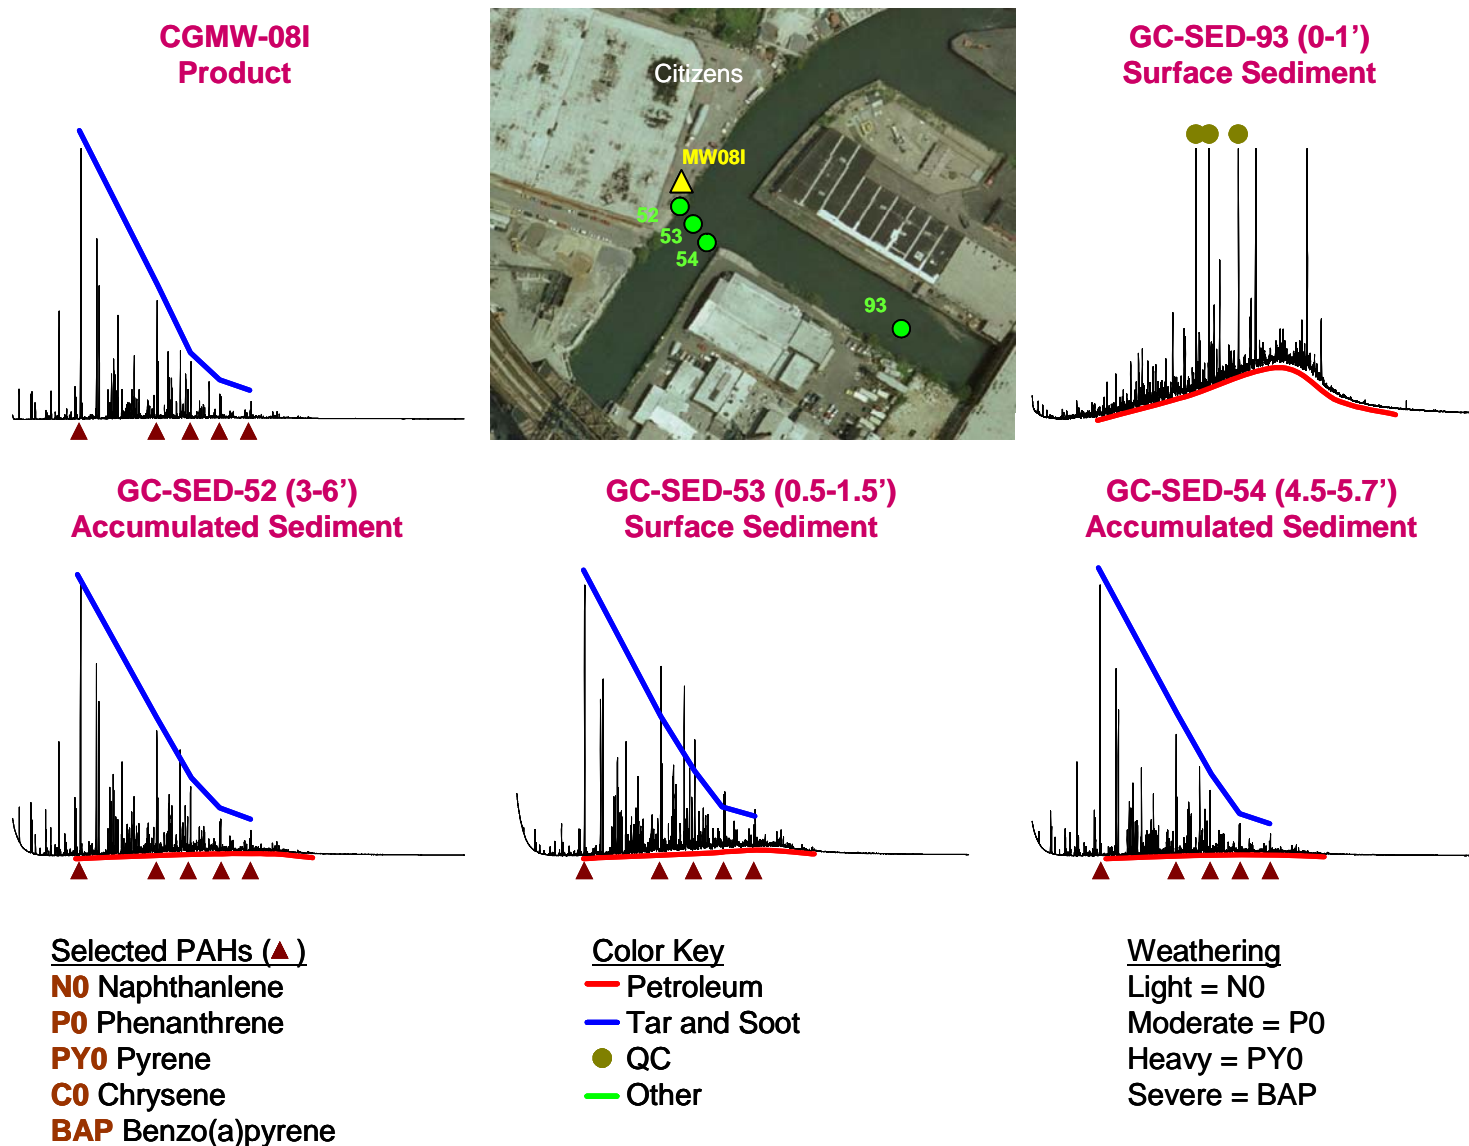 CGMW-08I
Product
Citizens
MW08I
52
53
54
93
GC-SED-93 (0-1’)
Surface Sediment
GC-SED-52 (3-6’)
Accumulated Sediment
GC-SED-53 (0.5-1.5’)
Surface Sediment
GC-SED-54 (4.5-5.7’)
Accumulated Sediment
Selected PAHs (▲)
N0 Naphthanlene
P0 Phenanthrene
PY0 Pyrene
C0 Chrysene
BAP Benzo(a)pyrene
Color Key
Petroleum
Tar and Soot
QC
Other
Weathering
Light = N0
Moderate = P0
Heavy = PY0
Severe = BAP